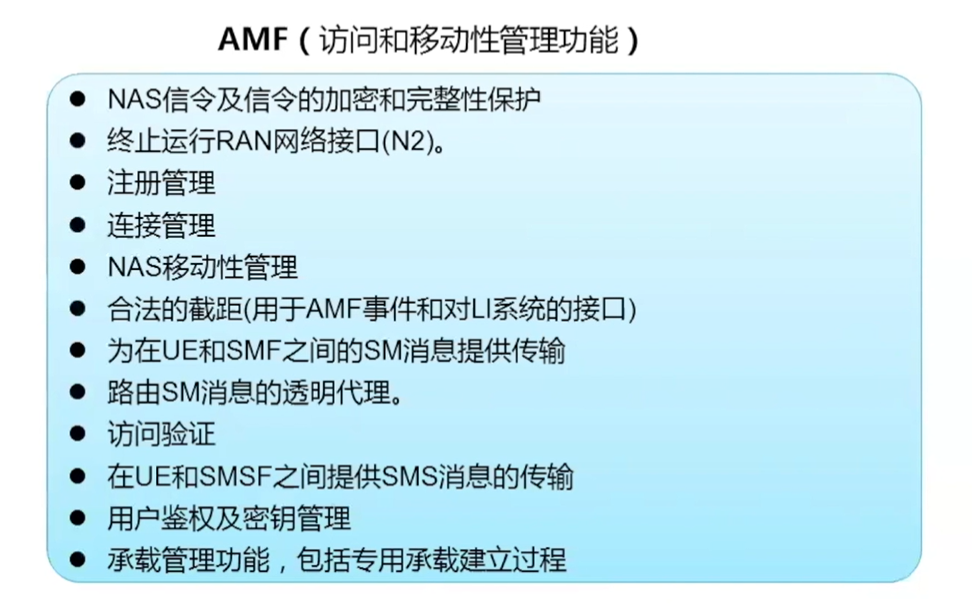 AMF（访问和移动性管理功能）
● NAS信令及信令的加密和完整性保护
● 终止运行RAN网络接口(N2)。
● 注册管理
● 连接管理
● NAS移动性管理
● 合法的截距(用于AMF事件和对LI系统的接口)
● 为在UE和SMF之间的SM消息提供传输
● 路由SM消息的透明代理。
● 访问验证
● 在UE和SMSF之间提供SMS消息的传输
● 用户鉴权及密钥管理
● 承载管理功能，包括专用承载建立过程